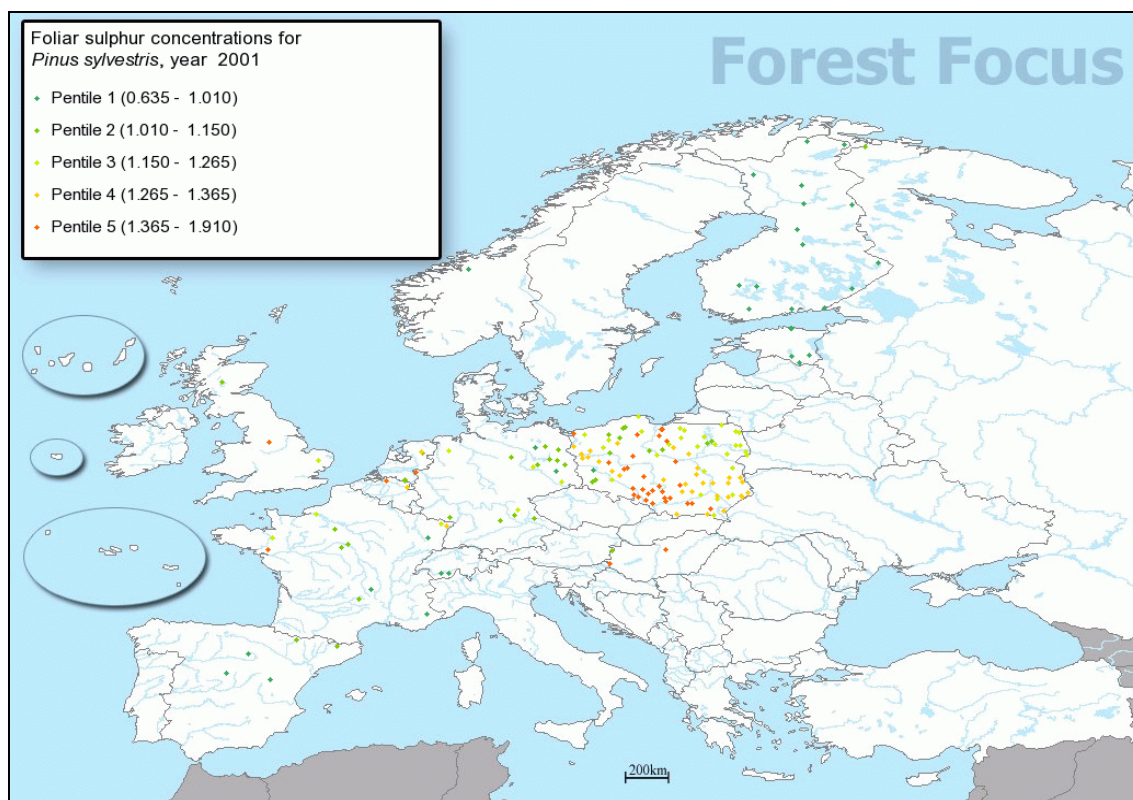 Foliar sulphur concentrations for
Pinus sylvestris, year 2001
Pentile 1 (0.635 - 1.010)
Pentile 2 (1.010 - 1.150)
Pentile 3 (1.150 - 1.265)
Pentile 4 (1.265 - 1.365)
Pentile 5 (1.365 - 1.910)
Forest Focus
200km